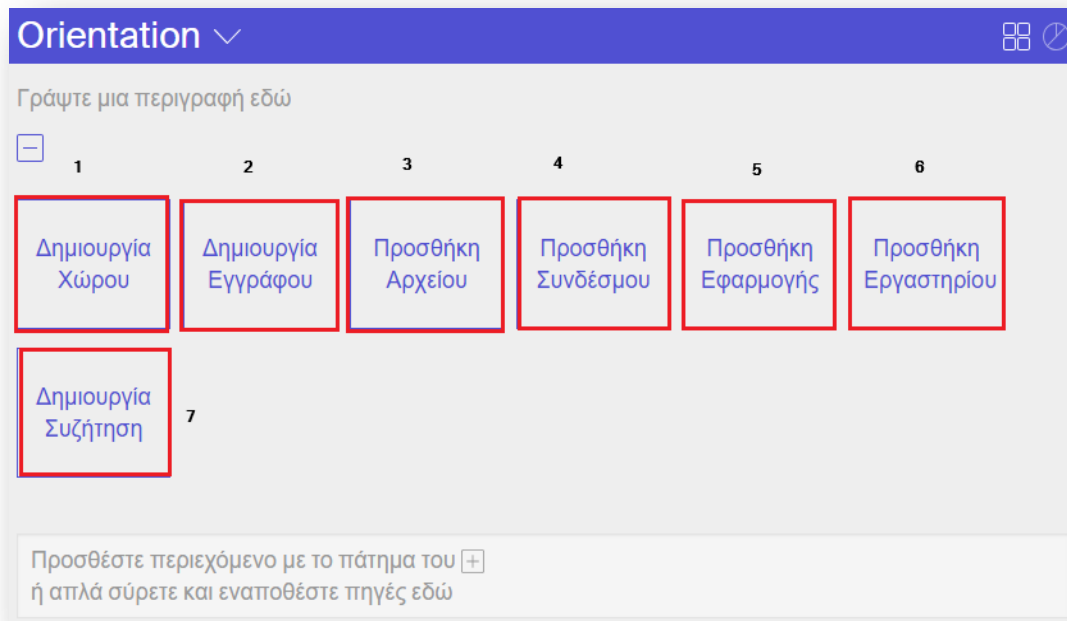 Orientation
Γράψτε μια περιγραφή εδώ
1 2 3 4 5 6
Δημιουργία Χώρου
Δημιουργία Εγγράφου
Προσθήκη Αρχείου
Προσθήκη Συνδέσμου
Προσθήκη Εφαρμογής
Προσθήκη Εργαστηρίου
Δημιουργία Συζήτηση
7
Προσθέστε περιεχόμενο με το πάτημα του
ή απλά σύρετε και εναποθέστε πηγές εδώ